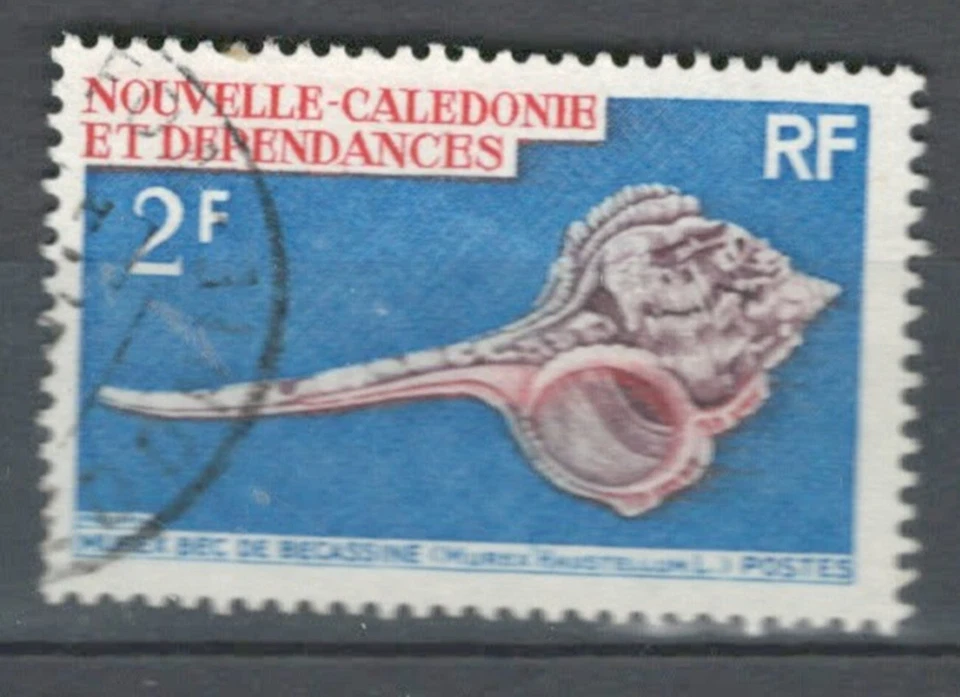 NOUVELLE-CALEDONIE
ET DEPENDANCES
RF
2F
MUREX BEC DE BECASSINE (MUREX HAUSTELLUM L.) POSTES